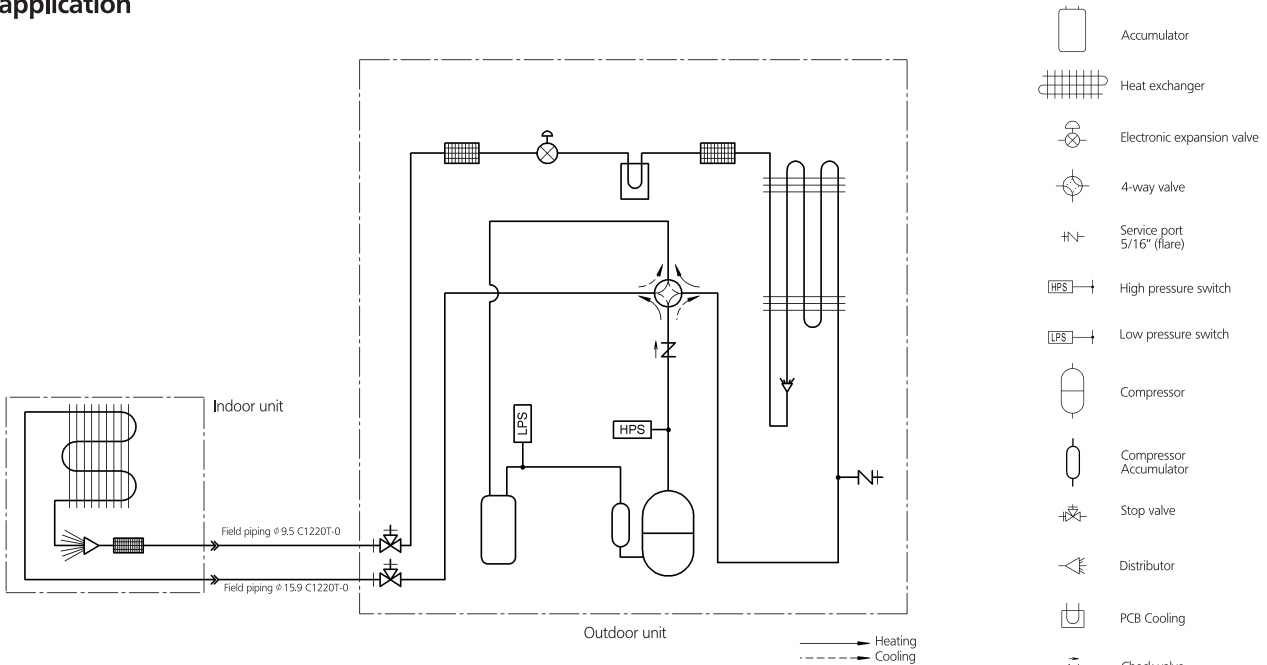 application
Accumulator
Heat exchanger
Electronic expansion valve
4-way valve
Service port
5/16" (flare)
HPS
High pressure switch
LPS
Low pressure switch
Compressor
Compressor
Accumulator
Stop valve
Distributor
PCB Cooling
Check valve
LPS
HPS
Indoor unit
Field piping ϕ 9.5 C1220T-0
Field piping ϕ 15.9 C1220T-0
Outdoor unit
Heating
Cooling